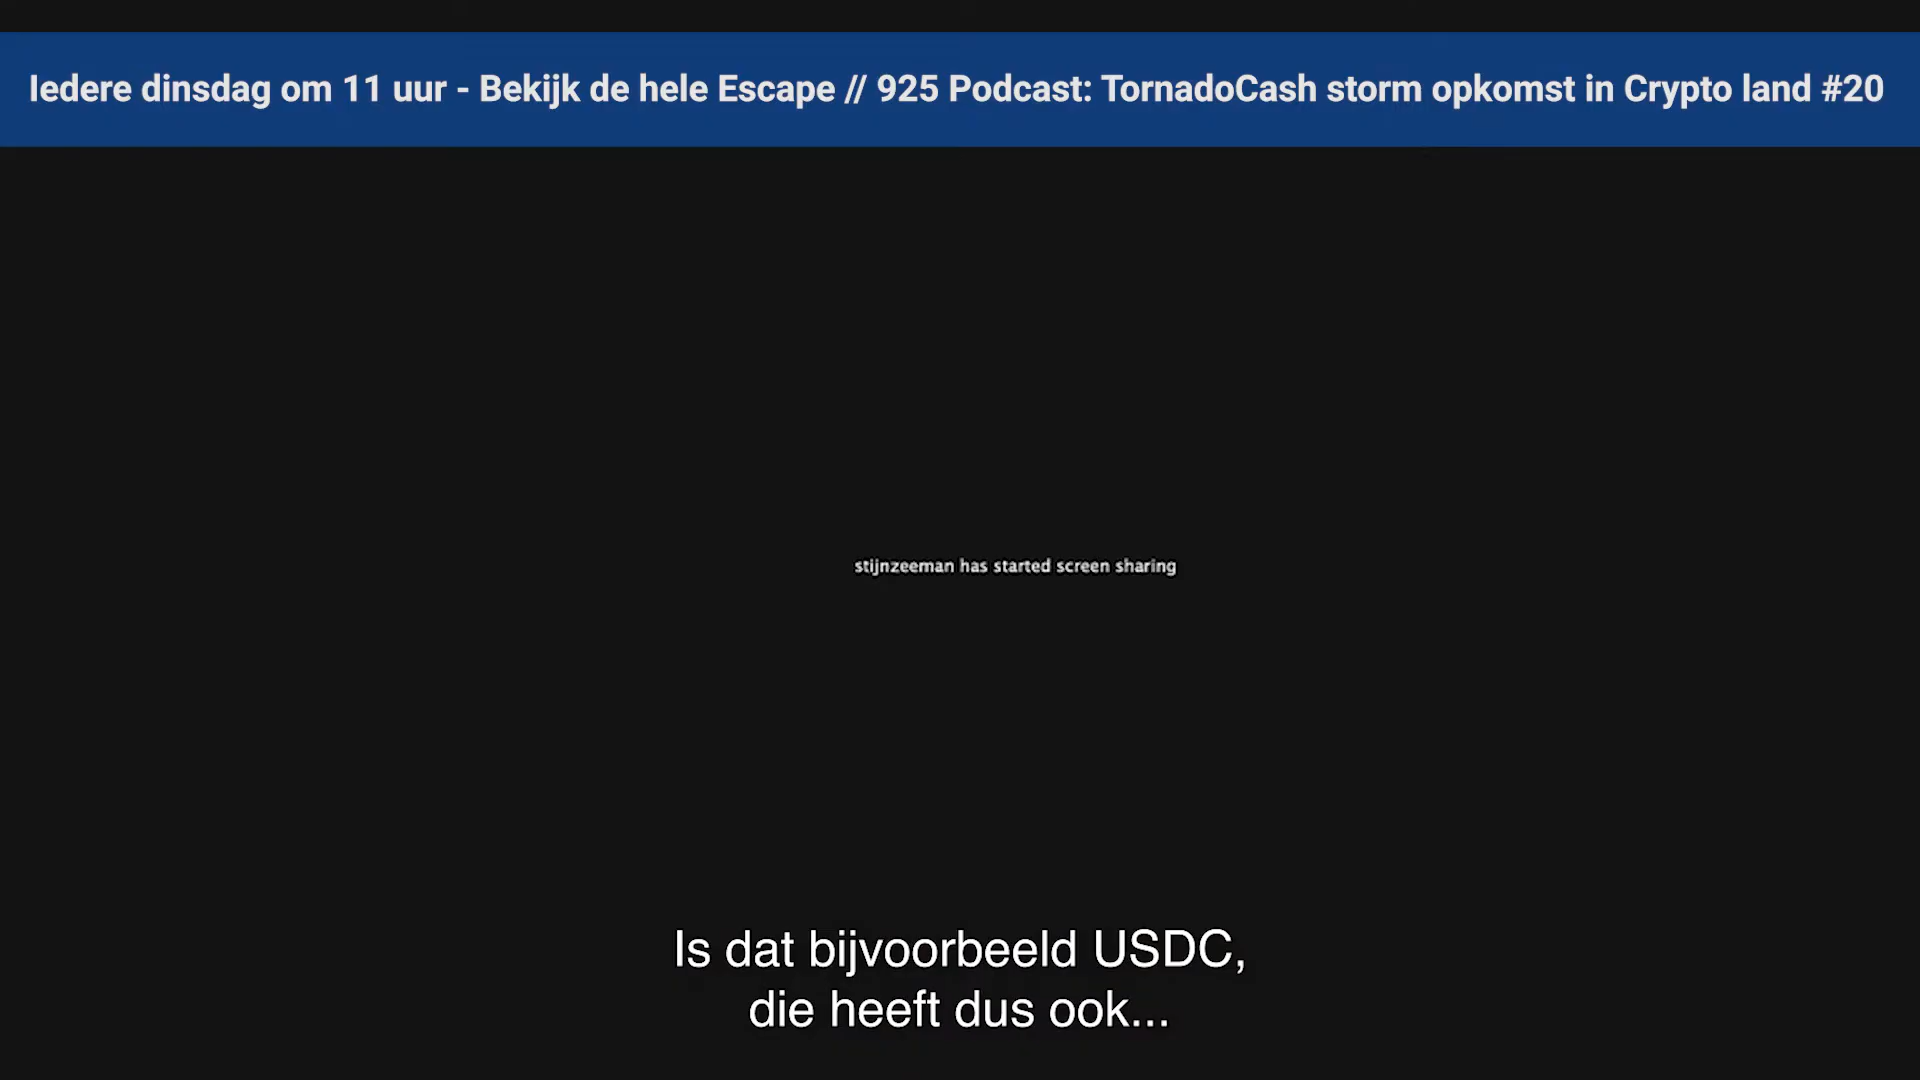 Iedere dinsdag om 11 uur - Bekijk de hele Escape // 925 Podcast: TornadoCash storm opkomst in Crypto land #20
stijnzeeman has started screen sharing
Is dat bijvoorbeeld USDC,
die heeft dus ook...